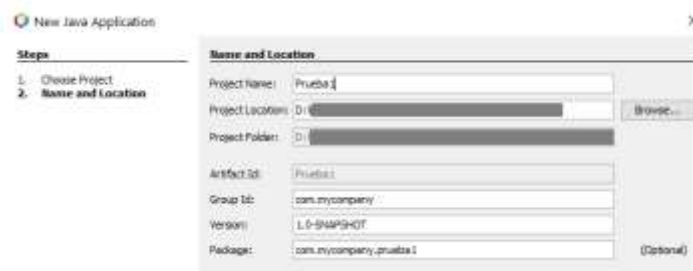 New Java Application
Steps
1. Choose Project
2. Name and Location
Name and Location
Project Name: Prueba1
Project Location: D:\
Browse...
Project Folder: D:\
Artifact Id: Prueba1
Group Id: com.mycompany
Version: 1.0-SNAPSHOT
Package: com.mycompany.prueba1 (Optional)